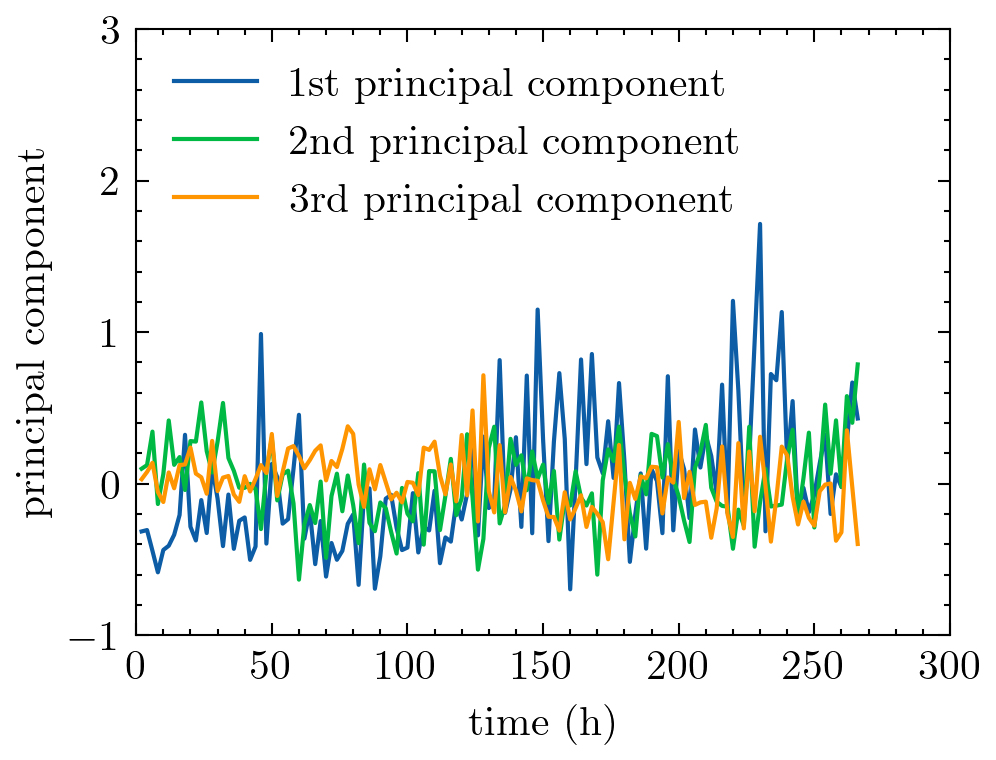 3
2
1
0
−1
principal component
1st principal component
2nd principal component
3rd principal component
0 50 100 150 200 250 300
time (h)